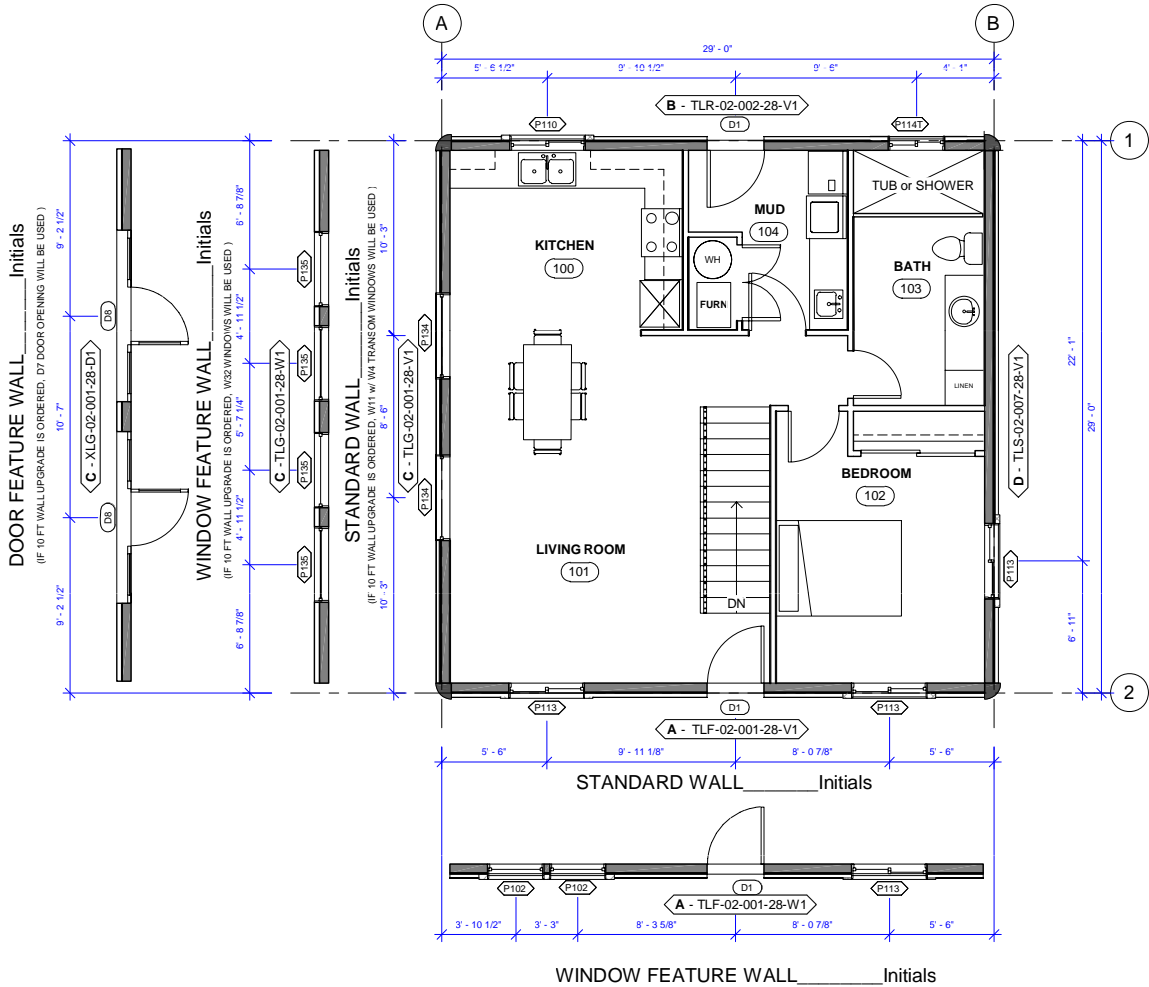 A
B
29' - 0"
5' - 6 1/2"
9' - 10 1/2"
9' - 6"
4' - 1"
B - TLR-02-002-28-V1
P110
D1
P114T
1
TUB or SHOWER
MUD
104
KITCHEN
100
BATH
103
WH
FURN
LINEN
BEDROOM
102
LIVING ROOM
101
DN
22' - 1"
29' - 0"
6' - 11"
D - TLS-02-007-28-V1
P113
2
DOOR FEATURE WALL_____Initials
(IF 10 FT WALL UPGRADE IS ORDERED, D7 DOOR OPENING WILL BE USED )
9' - 2 1/2"
10' - 7"
9' - 2 1/2"
C - XLG-02-001-28-D1
D8
D8
WINDOW FEATURE WALL_____Initials
(IF 10 FT WALL UPGRADE IS ORDERED, W32 WINDOWS WILL BE USED )
6' - 8 7/8"
4' - 11 1/2"
5' - 7 1/4"
4' - 11 1/2"
6' - 8 7/8"
C - TLG-02-001-28-W1
P135
P135
P135
P135
STANDARD WALL_____Initials
(IF 10 FT WALL UPGRADE IS ORDERED, W11 w/ W4 TRANSOM WINDOWS WILL BE USED )
10' - 3"
8' - 6"
10' - 3"
C - TLG-02-001-28-V1
P134
P134
P113
D1
P113
A - TLF-02-001-28-V1
5' - 6"
9' - 11 1/8"
8' - 0 7/8"
5' - 6"
STANDARD WALL_______Initials
P102
P102
D1
P113
A - TLF-02-001-28-W1
3' - 10 1/2"
3' - 3"
8' - 3 5/8"
8' - 0 7/8"
5' - 6"
WINDOW FEATURE WALL________Initials